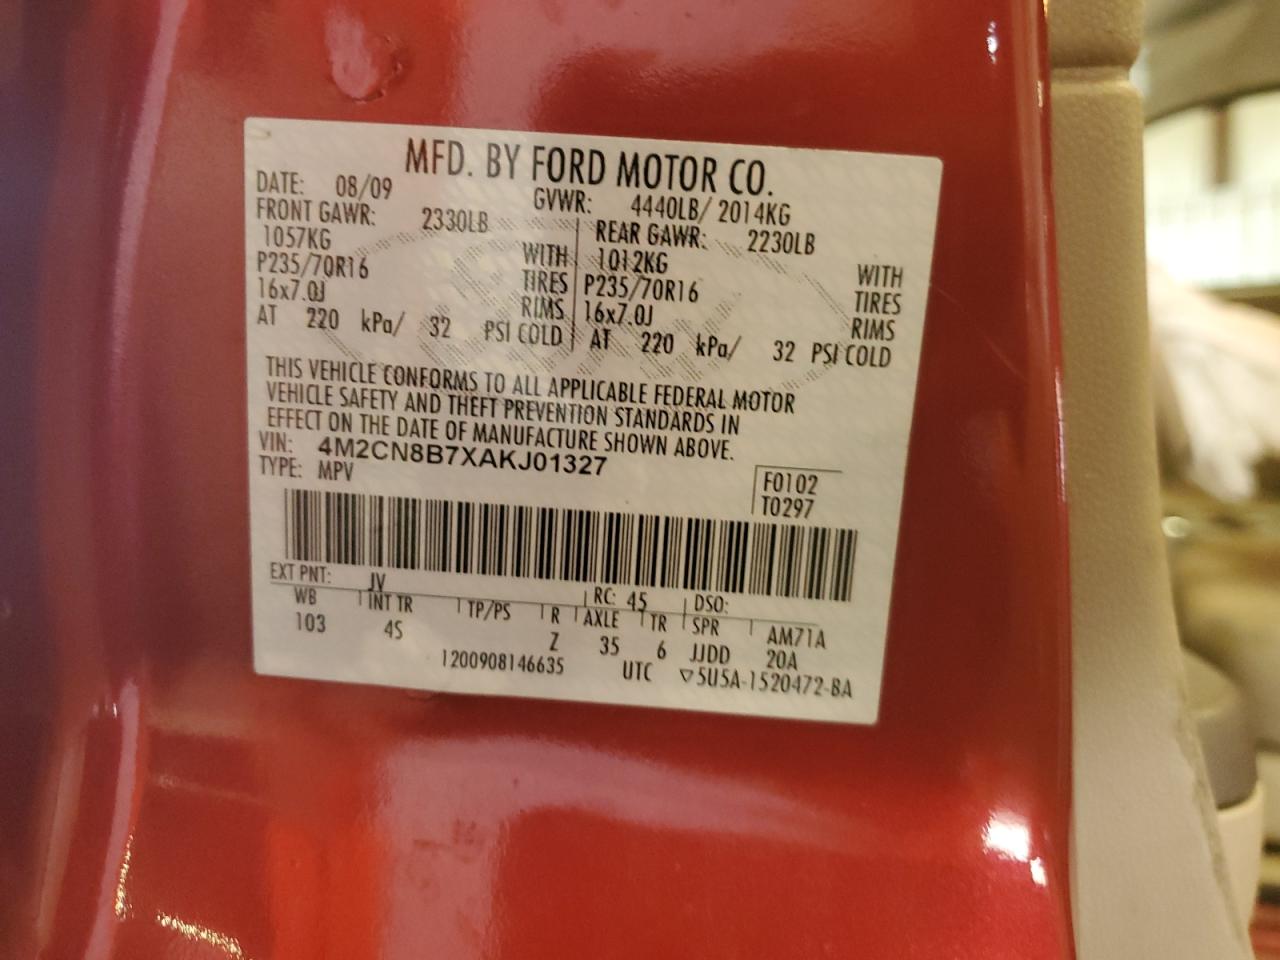 MFD. BY FORD MOTOR CO.
DATE: 08/09 GVWR: 4440LB/ 2014KG
FRONT GAWR: 2330LB REAR GAWR: 2230LB
1057KG WITH 1012KG WITH
P235/70R16 TIRES P235/70R16 TIRES
16x7.0J RIMS 16x7.0J RIMS
AT 220 kPa/ 32 PSI COLD AT 220 kPa/ 32 PSI COLD
THIS VEHICLE CONFORMS TO ALL APPLICABLE FEDERAL MOTOR
VEHICLE SAFETY AND THEFT PREVENTION STANDARDS IN
EFFECT ON THE DATE OF MANUFACTURE SHOWN ABOVE.
VIN: 4M2CN8B7XAKJ01327
TYPE: MPV
F0102
T0297
EXT PNT: JV RC: 45 DSO:
WB INT TR TP/PS R AXLE TR SPR AM71A
103 4S Z 35 6 JJDD 20A
1200908146635 UTC ▽5U5A-1520472-BA